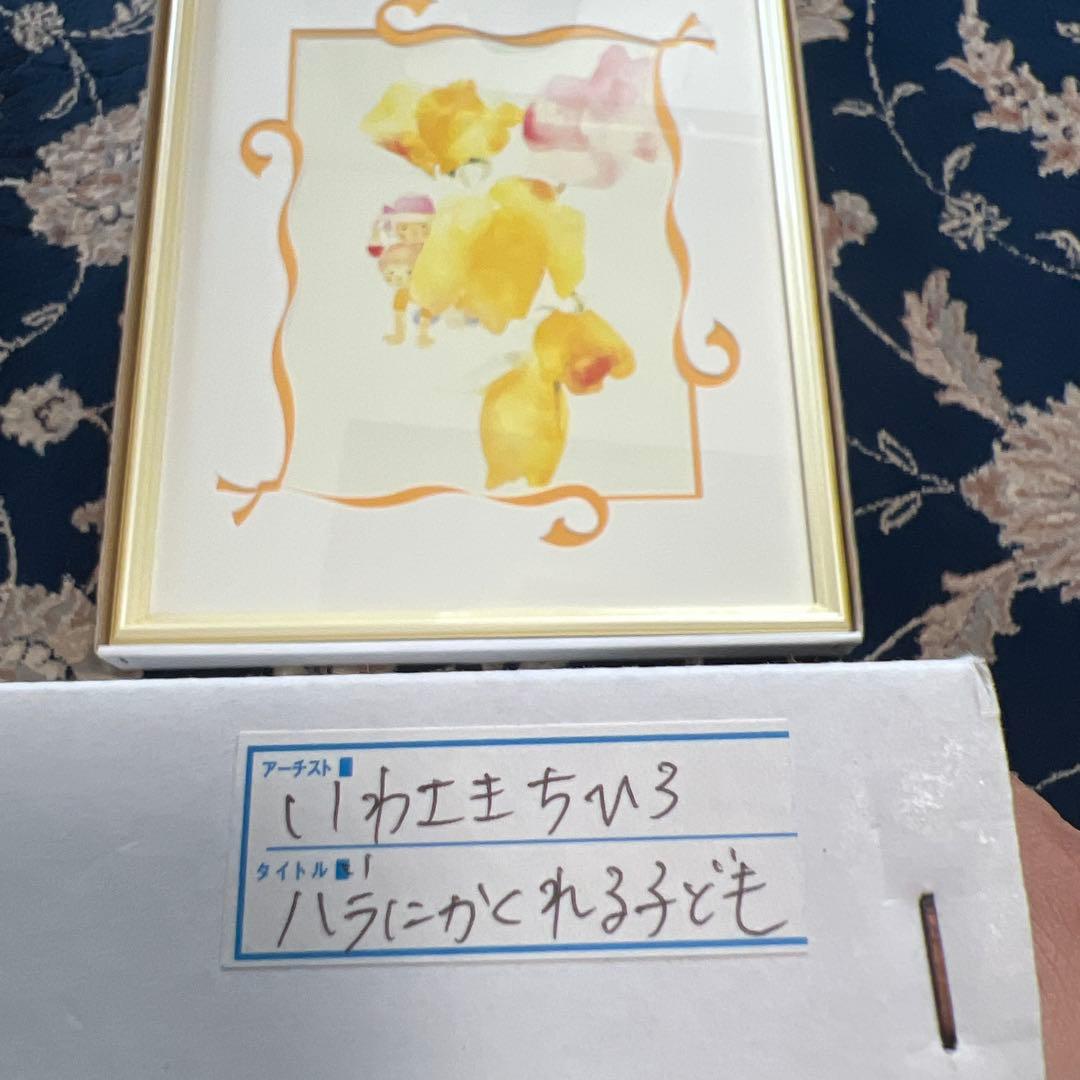 アーチスト
いわさきちひろ
タイトル
バラにかくれる子ども